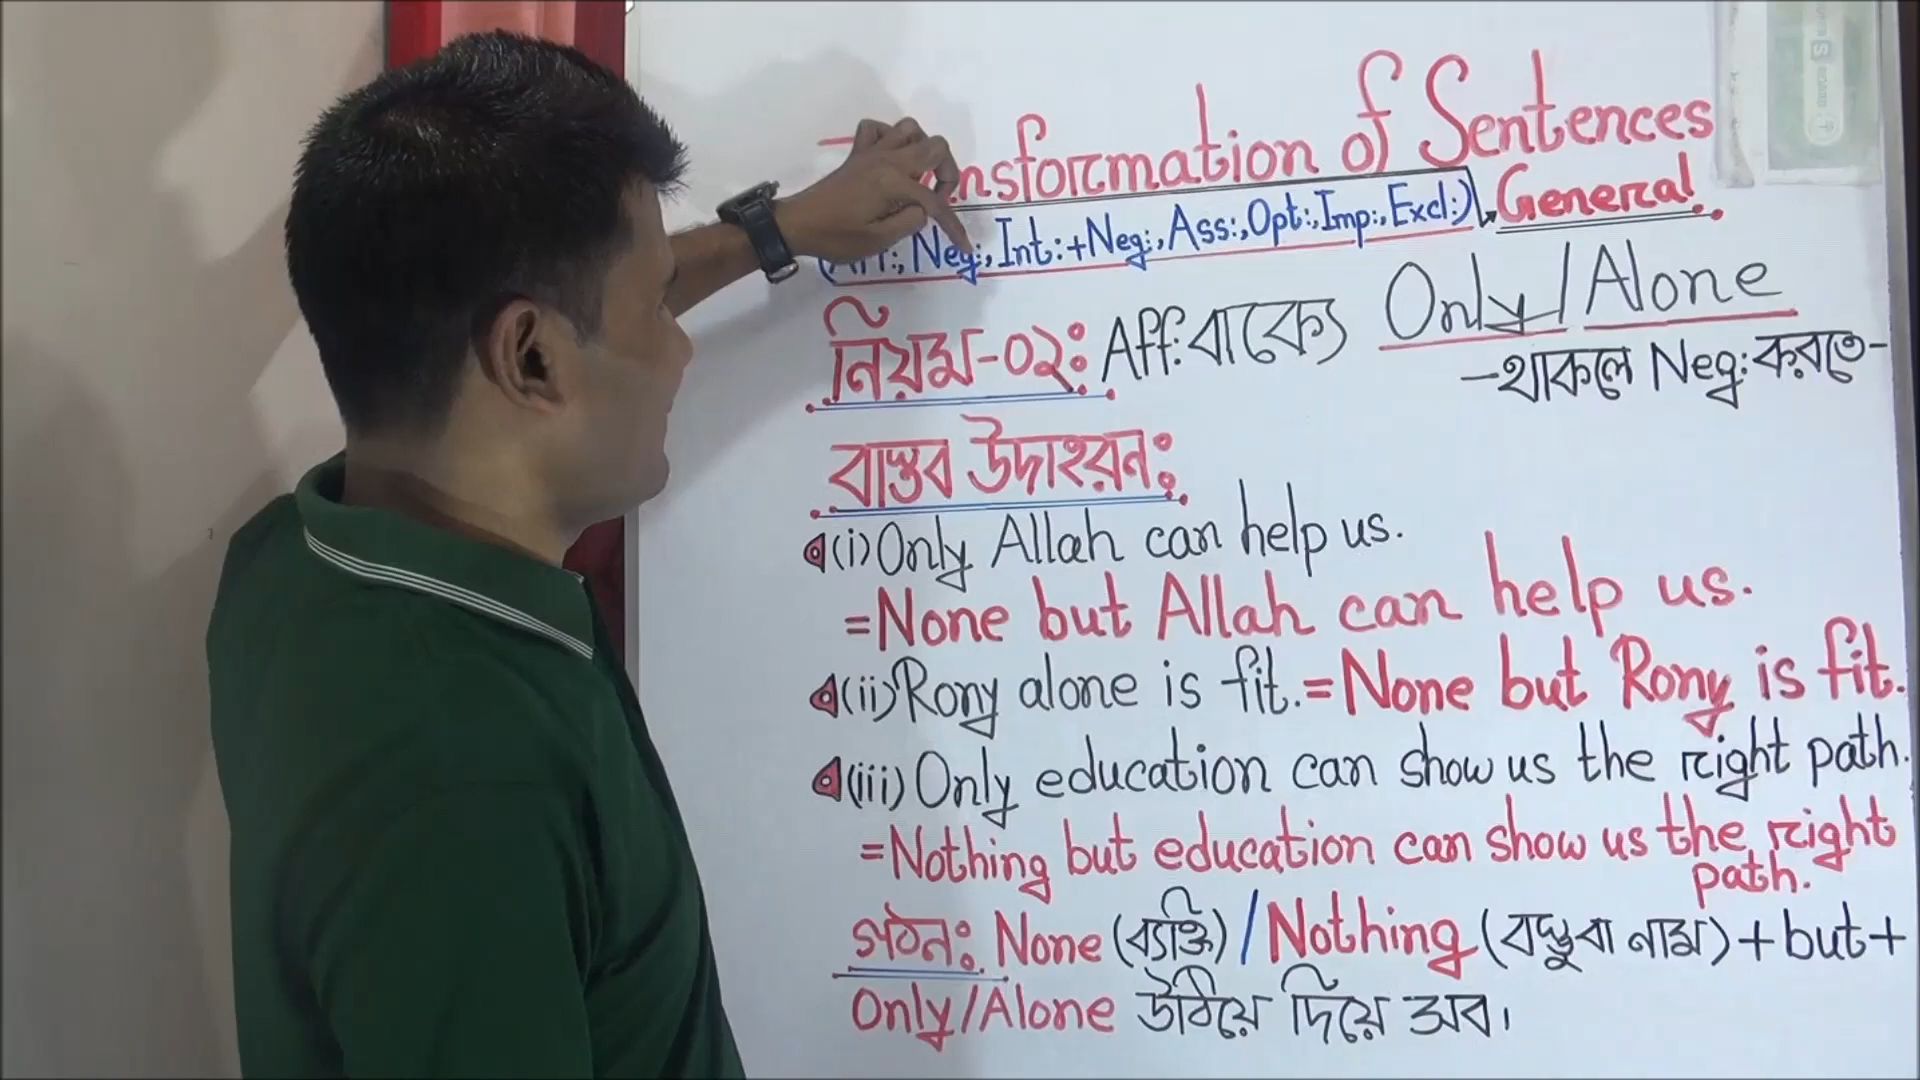 Transformation of Sentences
(Aff:, Neg:, Int:+Neg:, Ass:, Opt:, Imp:, Excl:) General.
নিয়ম-০২ঃ Aff: বাক্যে Only/Alone
-থাকলে Neg: করতে-
বাস্তব উদাহরনঃ
(i) Only Allah can help us.
=None but Allah can help us.
(ii) Rony alone is fit.=None but Rony is fit.
(iii) Only education can show us the right path.
=Nothing but education can show us the right
path.
গঠনঃ None (ব্যক্তি)/Nothing (বস্তু বা নাম)+but+
Only/Alone উঠিয়ে দিয়ে সব।